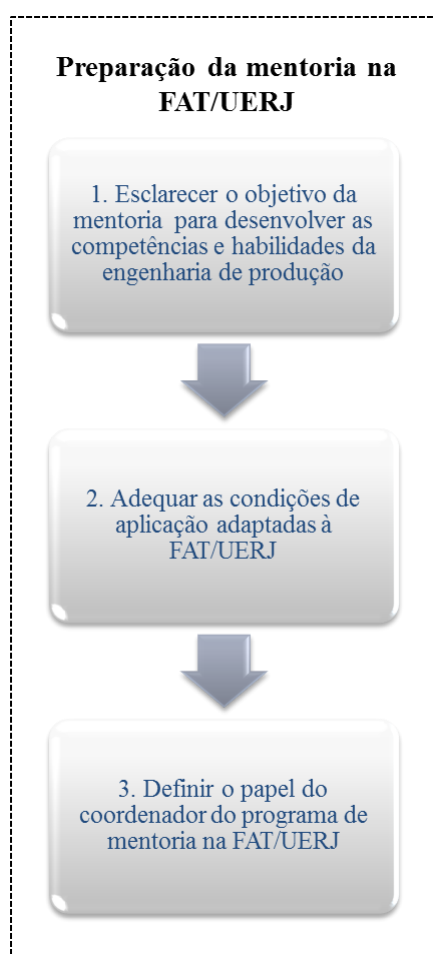 Preparação da mentoria na
FAT/UERJ
1. Esclarecer o objetivo da
mentoria para desenvolver as
competências e habilidades da
engenharia de produção
2. Adequar as condições de
aplicação adaptadas à
FAT/UERJ
3. Definir o papel do
coordenador do programa de
mentoria na FAT/UERJ